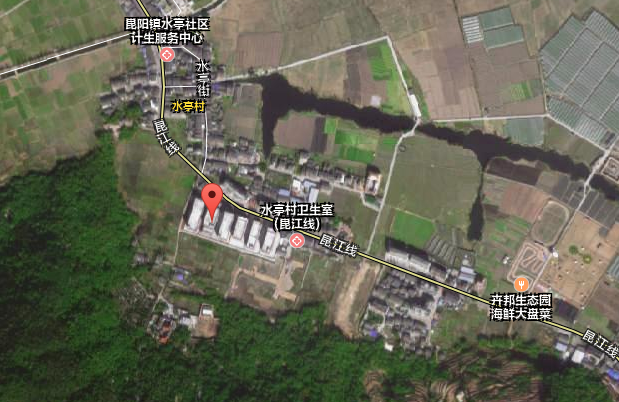 昆阳镇水亭社区
计生服务中心
水亭街
水亭村
昆江线
水亭村卫生室
(昆江线)
昆江线
卉邦生态园
海鲜大盘菜
昆江线